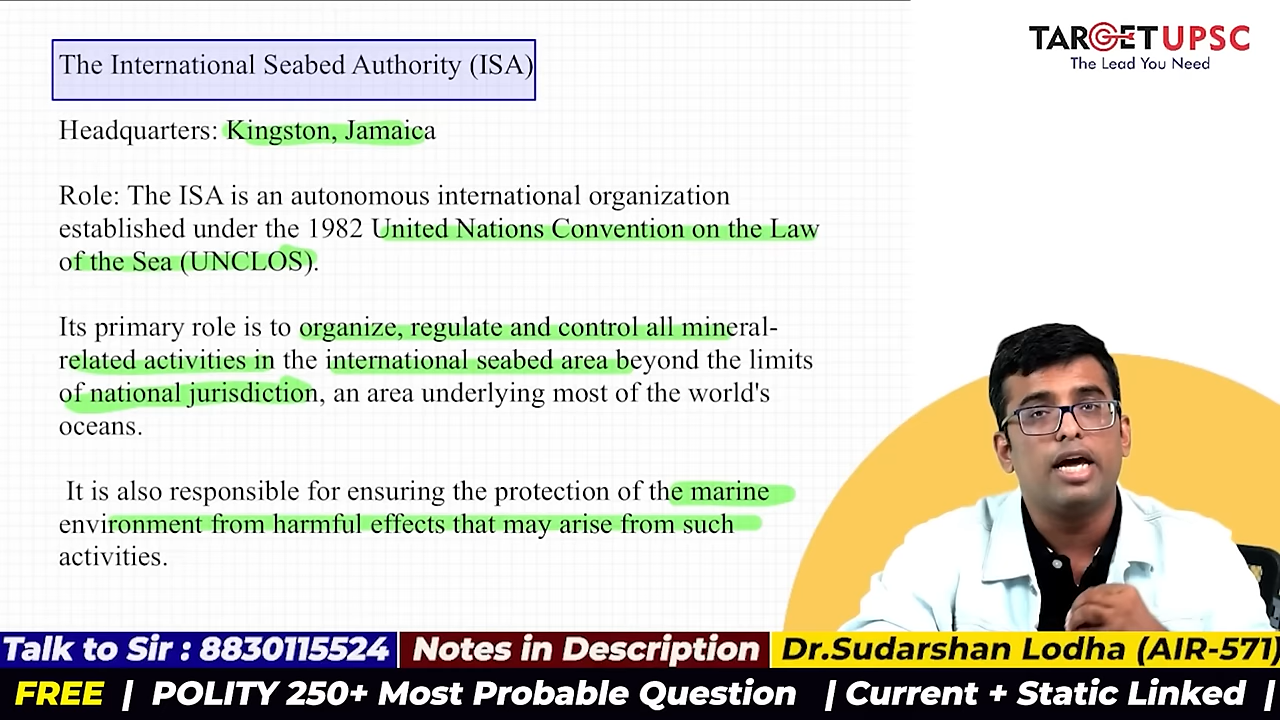 The International Seabed Authority (ISA)
TARGET UPSC
The Lead You Need
Headquarters: Kingston, Jamaica
Role: The ISA is an autonomous international organization
established under the 1982 United Nations Convention on the Law
of the Sea (UNCLOS).
Its primary role is to organize, regulate and control all mineral-
related activities in the international seabed area beyond the limits
of national jurisdiction, an area underlying most of the world's
oceans.
It is also responsible for ensuring the protection of the marine
environment from harmful effects that may arise from such
activities.
Talk to Sir : 8830115524 Notes in Description Dr.Sudarshan Lodha (AIR-571)
FREE | POLITY 250+ Most Probable Question | Current + Static Linked |